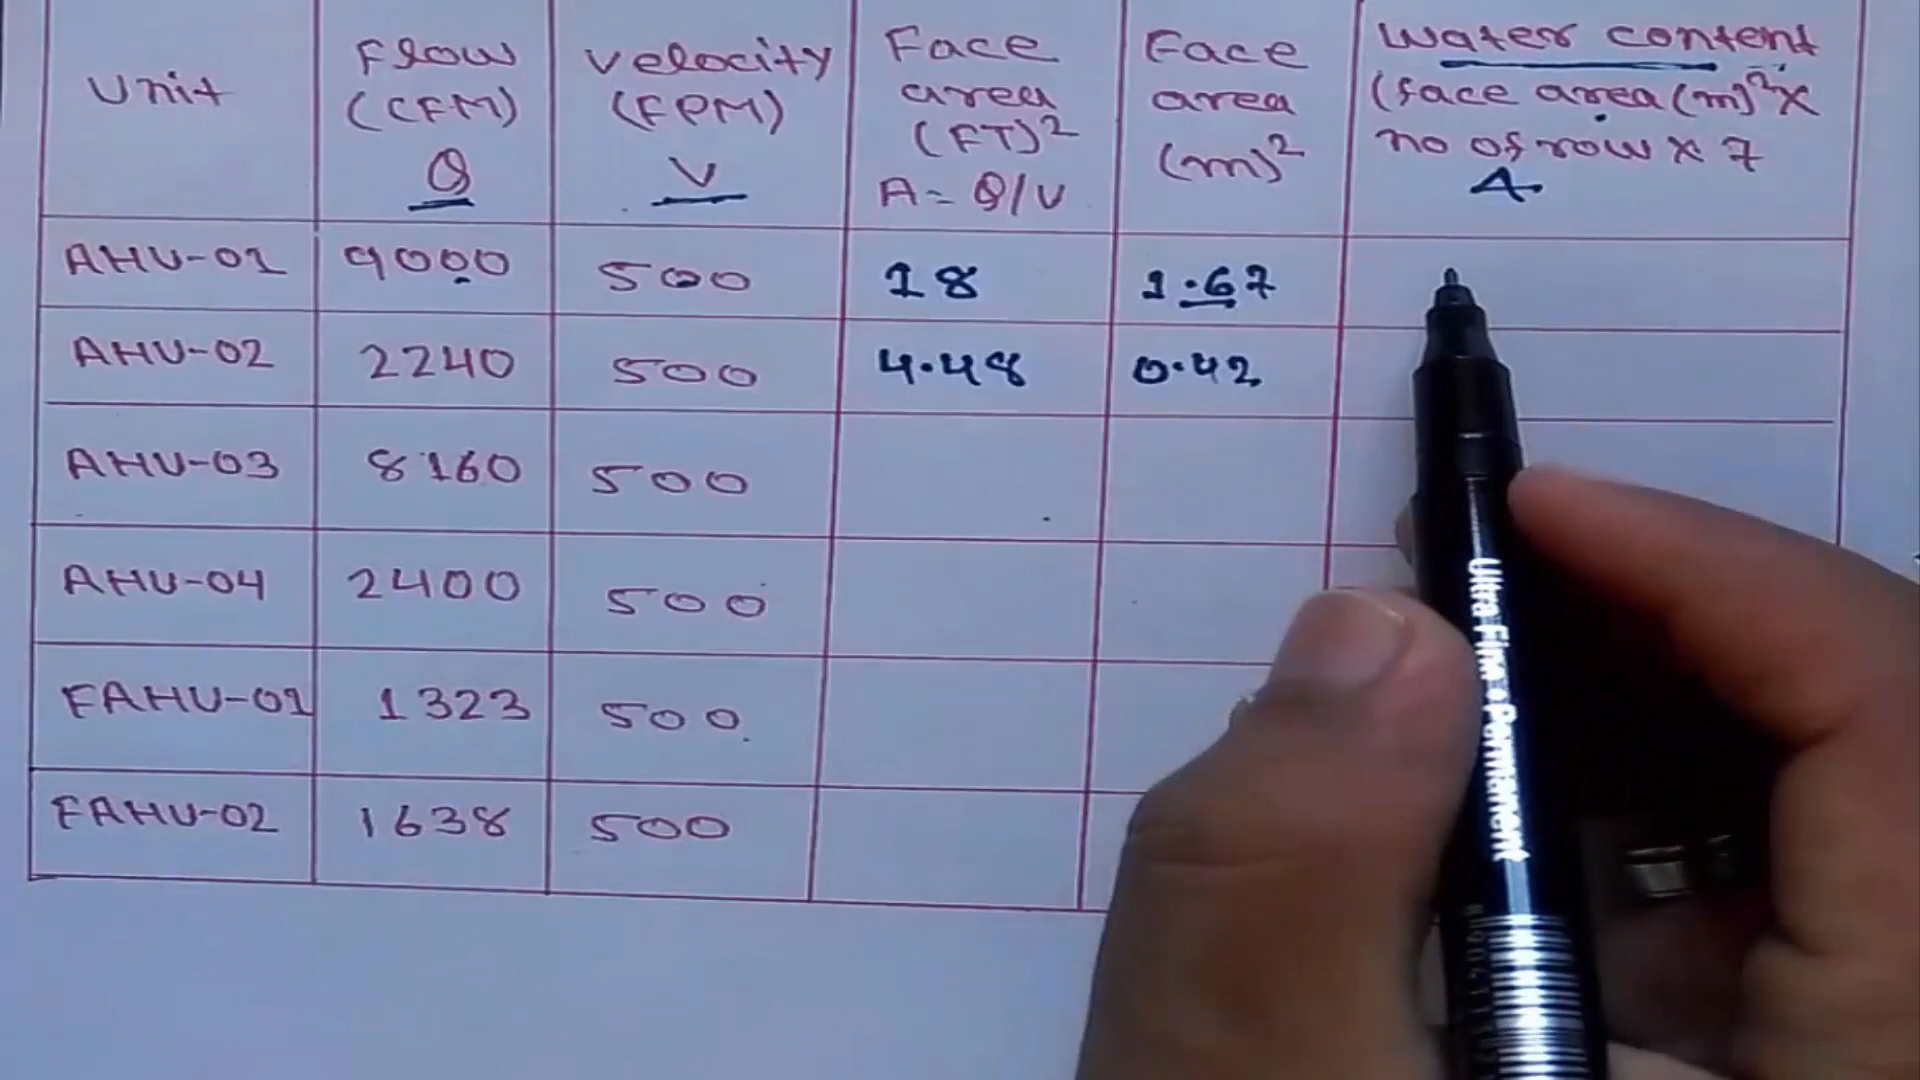 Unit
Flow
(CFM)
Q
velocity
(FPM)
V
Face
area
(FT)²
A = Q/V
Face
area
(m)²
water content
(face area (m)² x
no of row x 7
4
AHU-01 9000 500 18 1.67
AHU-02 2240 500 4.48 0.42
AHU-03 8160 500
AHU-04 2400 500
FAHU-01 1323 500
FAHU-02 1638 500
Ultra Fine • Permanent